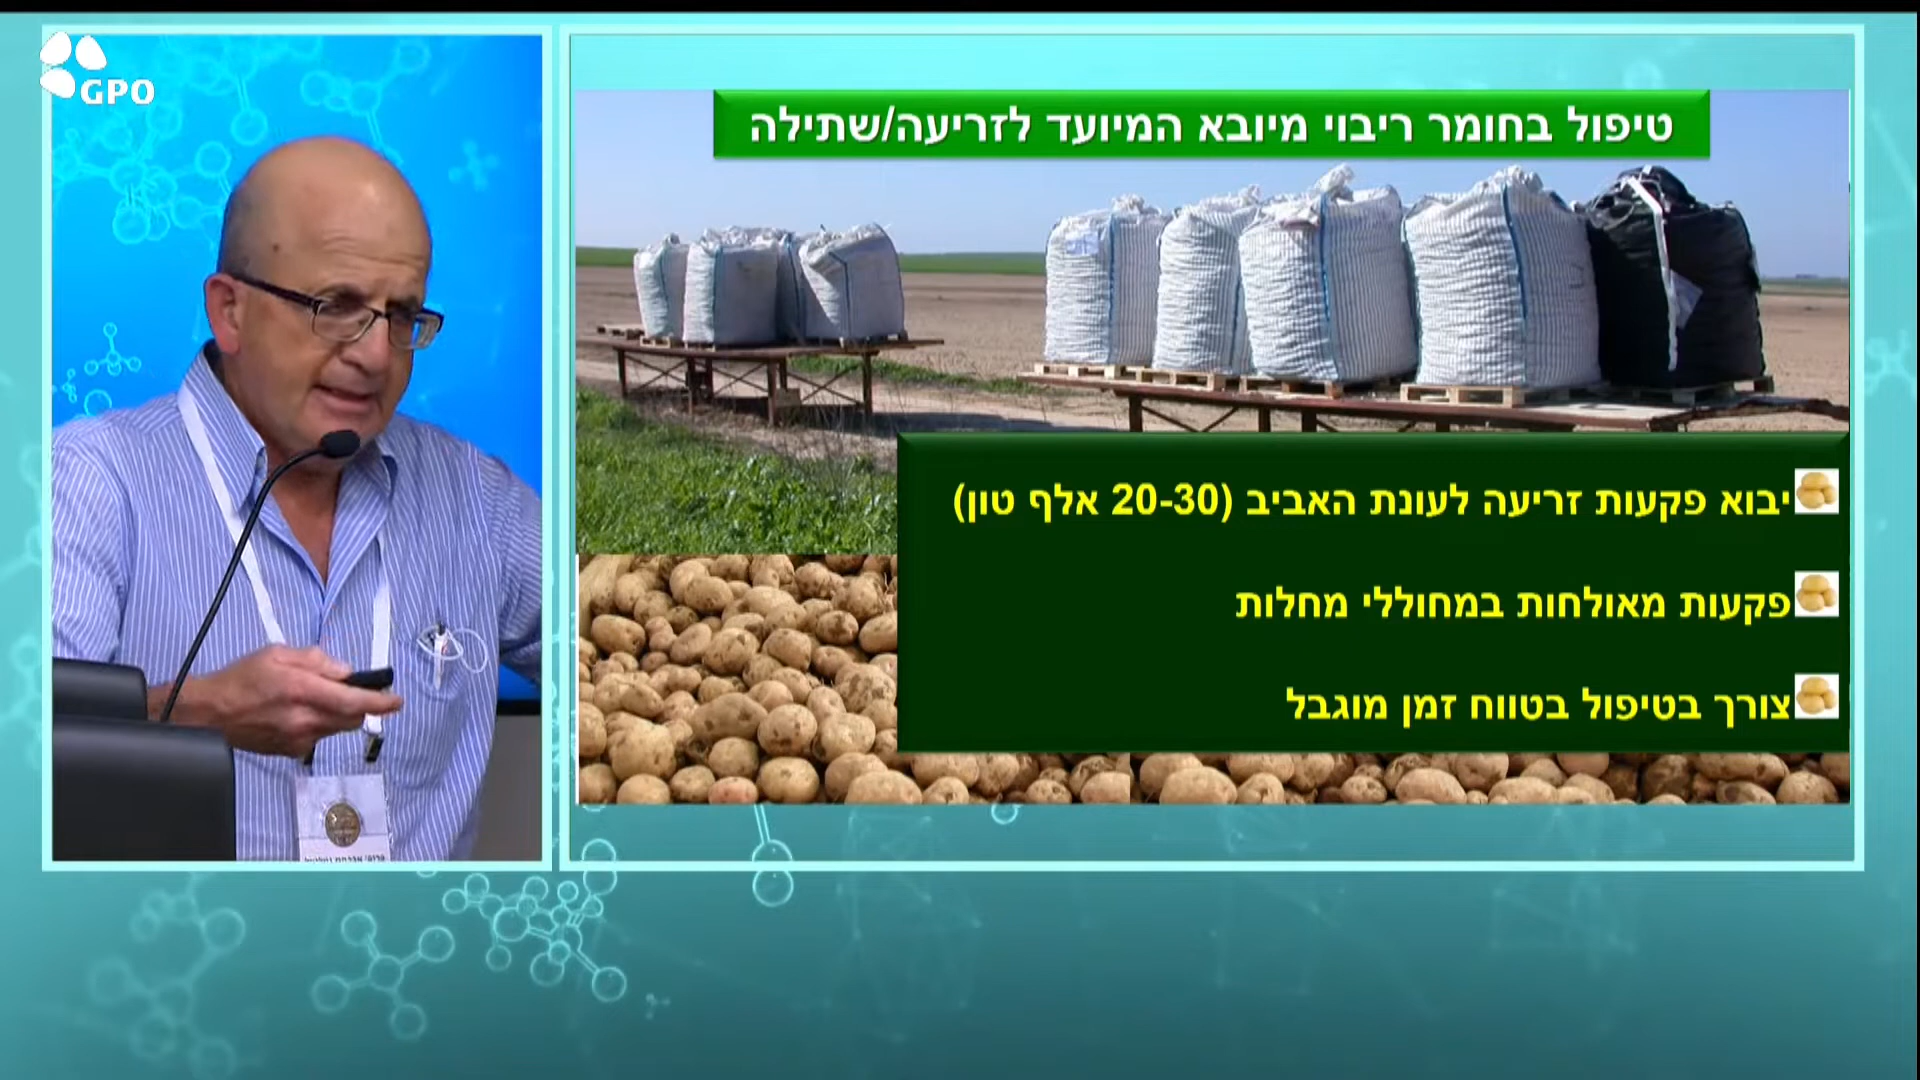 GPO
טיפול בחומר ריבוי מיובא המיועד לזריעה/שתילה
יבוא פקעות זריעה לעונת האביב (20-30 אלף טון)
פקעות מאולחות במחוללי מחלות
צורך בטיפול בטווח זמן מוגבל